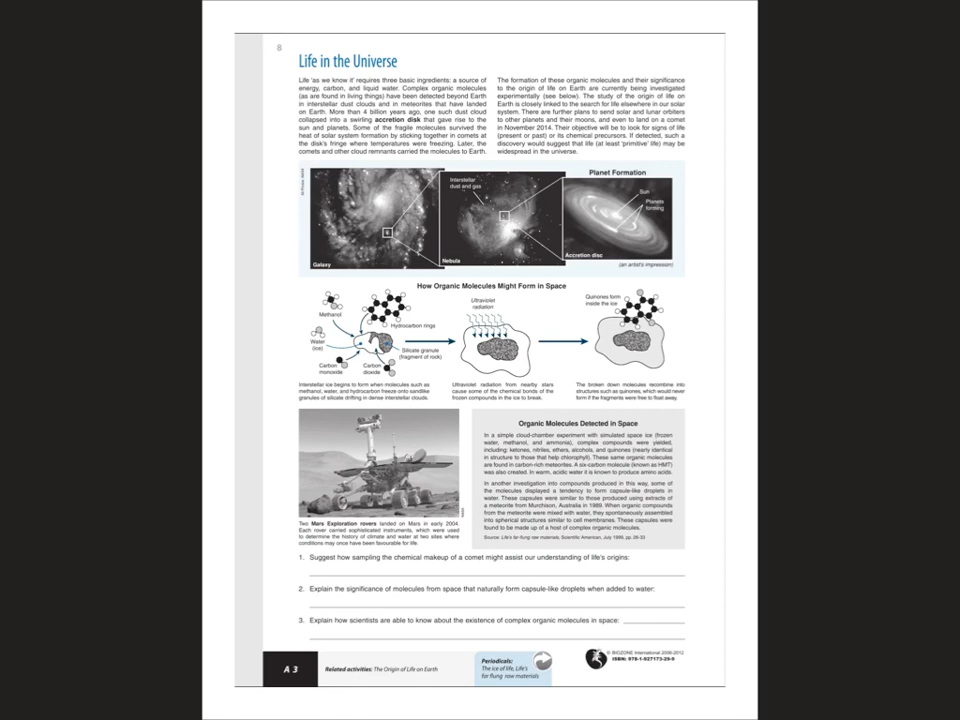 8
Life in the Universe
Life 'as we know it' requires three basic ingredients: a source of
energy, carbon, and liquid water. Complex organic molecules
(as are found in living things) have been detected beyond Earth
in interstellar dust clouds and in meteorites that have landed
on Earth. More than 4 billion years ago, one such dust cloud
collapsed into a swirling accretion disk that gave rise to the
sun and planets. Some of the fragile molecules survived the
heat of solar system formation by sticking together in comets at
the disk's fringe where temperatures were freezing. Later, the
comets and other cloud remnants carried the molecules to Earth.
The formation of these organic molecules and their significance
to the origin of life on Earth are currently being investigated
experimentally (see below). The study of the origin of life on
Earth is closely linked to the search for life elsewhere in our solar
system. There are further plans to send solar and lunar orbiters
to other planets and their moons, and even to land on a comet
in November 2014. Their objective will be to look for signs of life
(present or past) or its chemical precursors. If detected, such a
discovery would suggest that life (at least 'primitive' life) may be
widespread in the universe.
Planet Formation
Interstellar
dust and gas
Sun
Planets
forming
Galaxy
Nebula
Accretion disc
(an artist's impression)
How Organic Molecules Might Form in Space
Methanol
Hydrocarbon rings
Water
(ice)
Silicate granule
(fragment of rock)
Carbon
monoxide
Carbon
dioxide
Ultraviolet
radiation
Quinones form
inside the ice
Interstellar ice begins to form when molecules such as
methanol, water, and hydrocarbon freeze onto sandlike
granules of silicate drifting in dense interstellar clouds.
Ultraviolet radiation from nearby stars
cause some of the chemical bonds of the
frozen compounds in the ice to break.
The broken down molecules recombine into
structures such as quinones, which would never
form if the fragments were free to float away.
Two Mars Exploration rovers landed on Mars in early 2004.
Each rover carried sophisticated instruments, which were used
to determine the history of climate and water at two sites where
conditions may once have been favourable for life.
Organic Molecules Detected in Space
In a simple cloud-chamber experiment with simulated space ice (frozen
water, methanol, and ammonia), complex compounds were yielded,
including: ketones, nitriles, ethers, alcohols, and quinones (nearly identical
in structure to those that help chlorophyll). These same organic molecules
are found in carbon-rich meteorites. A six-carbon molecule (known as HMT)
was also created. In warm, acidic water it is known to produce amino acids.
In another investigation into compounds produced in this way, some of
the molecules displayed a tendency to form capsule-like droplets in
water. These capsules were similar to those produced using extracts of
a meteorite from Murchison, Australia in 1989. When organic compounds
from the meteorite were mixed with water, they spontaneously assembled
into spherical structures similar to cell membranes. These capsules were
found to be made up of a host of complex organic molecules.
Source: Life's far-flung raw materials, Scientific American, July 1999, pp. 26-33
1. Suggest how sampling the chemical makeup of a comet might assist our understanding of life's origins:
2. Explain the significance of molecules from space that naturally form capsule-like droplets when added to water:
3. Explain how scientists are able to know about the existence of complex organic molecules in space:
A 3
Related activities: The Origin of Life on Earth
Periodicals:
The ice of life, Life's
far flung raw materials
© BIOZONE International 2006-2012
ISBN: 978-1-927173-29-9